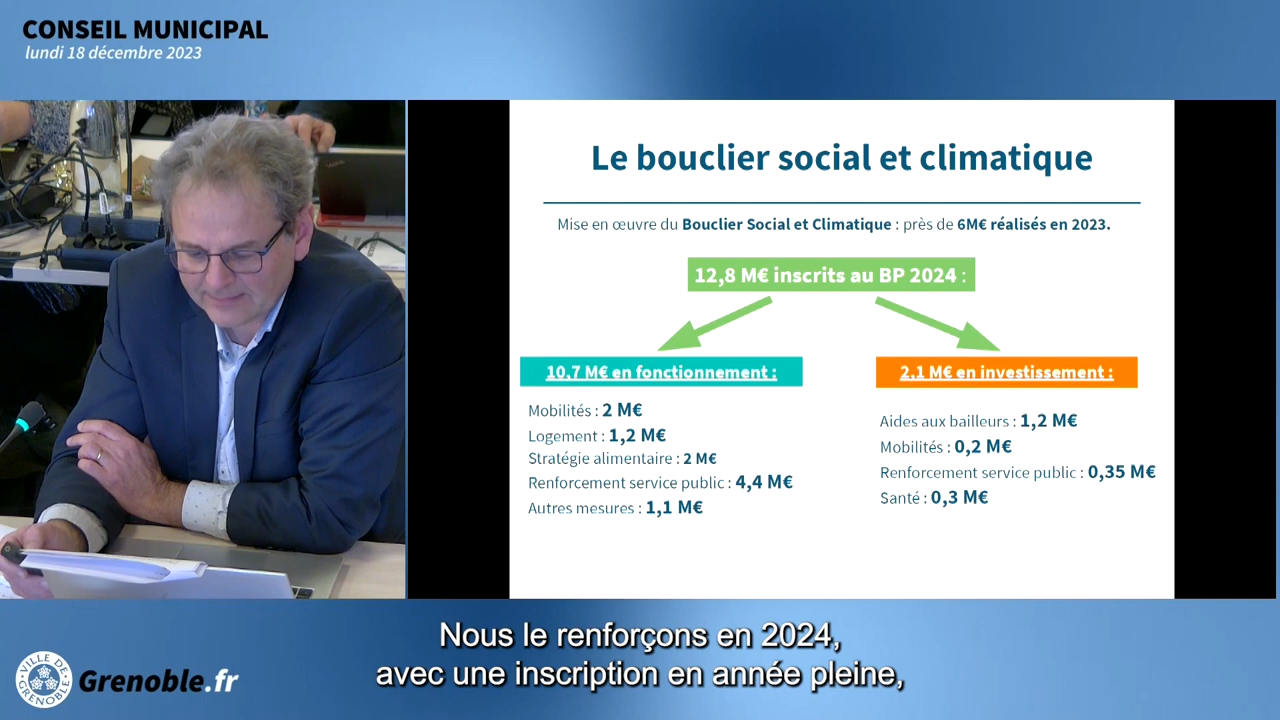 CONSEIL MUNICIPAL
lundi 18 décembre 2023
Le bouclier social et climatique
Mise en œuvre du Bouclier Social et Climatique : près de 6M€ réalisés en 2023.
12,8 M€ inscrits au BP 2024 :
10,7 M€ en fonctionnement :
Mobilités : 2 M€
Logement : 1,2 M€
Stratégie alimentaire : 2 M€
Renforcement service public : 4,4 M€
Autres mesures : 1,1 M€
2,1 M€ en investissement :
Aides aux bailleurs : 1,2 M€
Mobilités : 0,2 M€
Renforcement service public : 0,35 M€
Santé : 0,3 M€
Nous le renforçons en 2024,
avec une inscription en année pleine,
VILLE DE GRENOBLE
Grenoble.fr